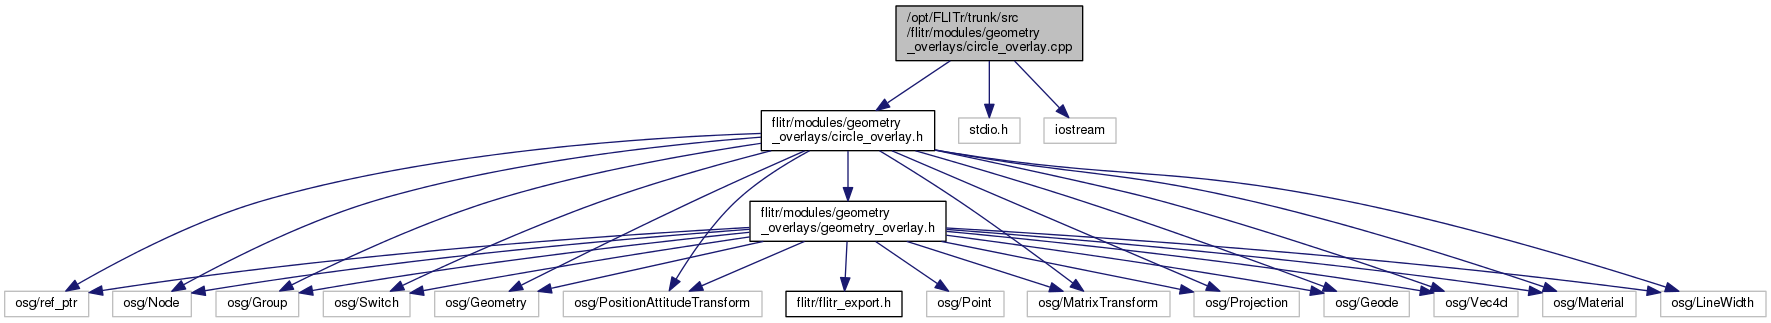 /opt/FLITr/trunk/src
/flitr/modules/geometry
_overlays/circle_overlay.cpp
flitr/modules/geometry
_overlays/circle_overlay.h
stdio.h
iostream
flitr/modules/geometry
_overlays/geometry_overlay.h
osg/ref_ptr
osg/Node
osg/Group
osg/Switch
osg/Geometry
osg/PositionAttitudeTransform
flitr/flitr_export.h
osg/Point
osg/MatrixTransform
osg/Projection
osg/Geode
osg/Vec4d
osg/Material
osg/LineWidth